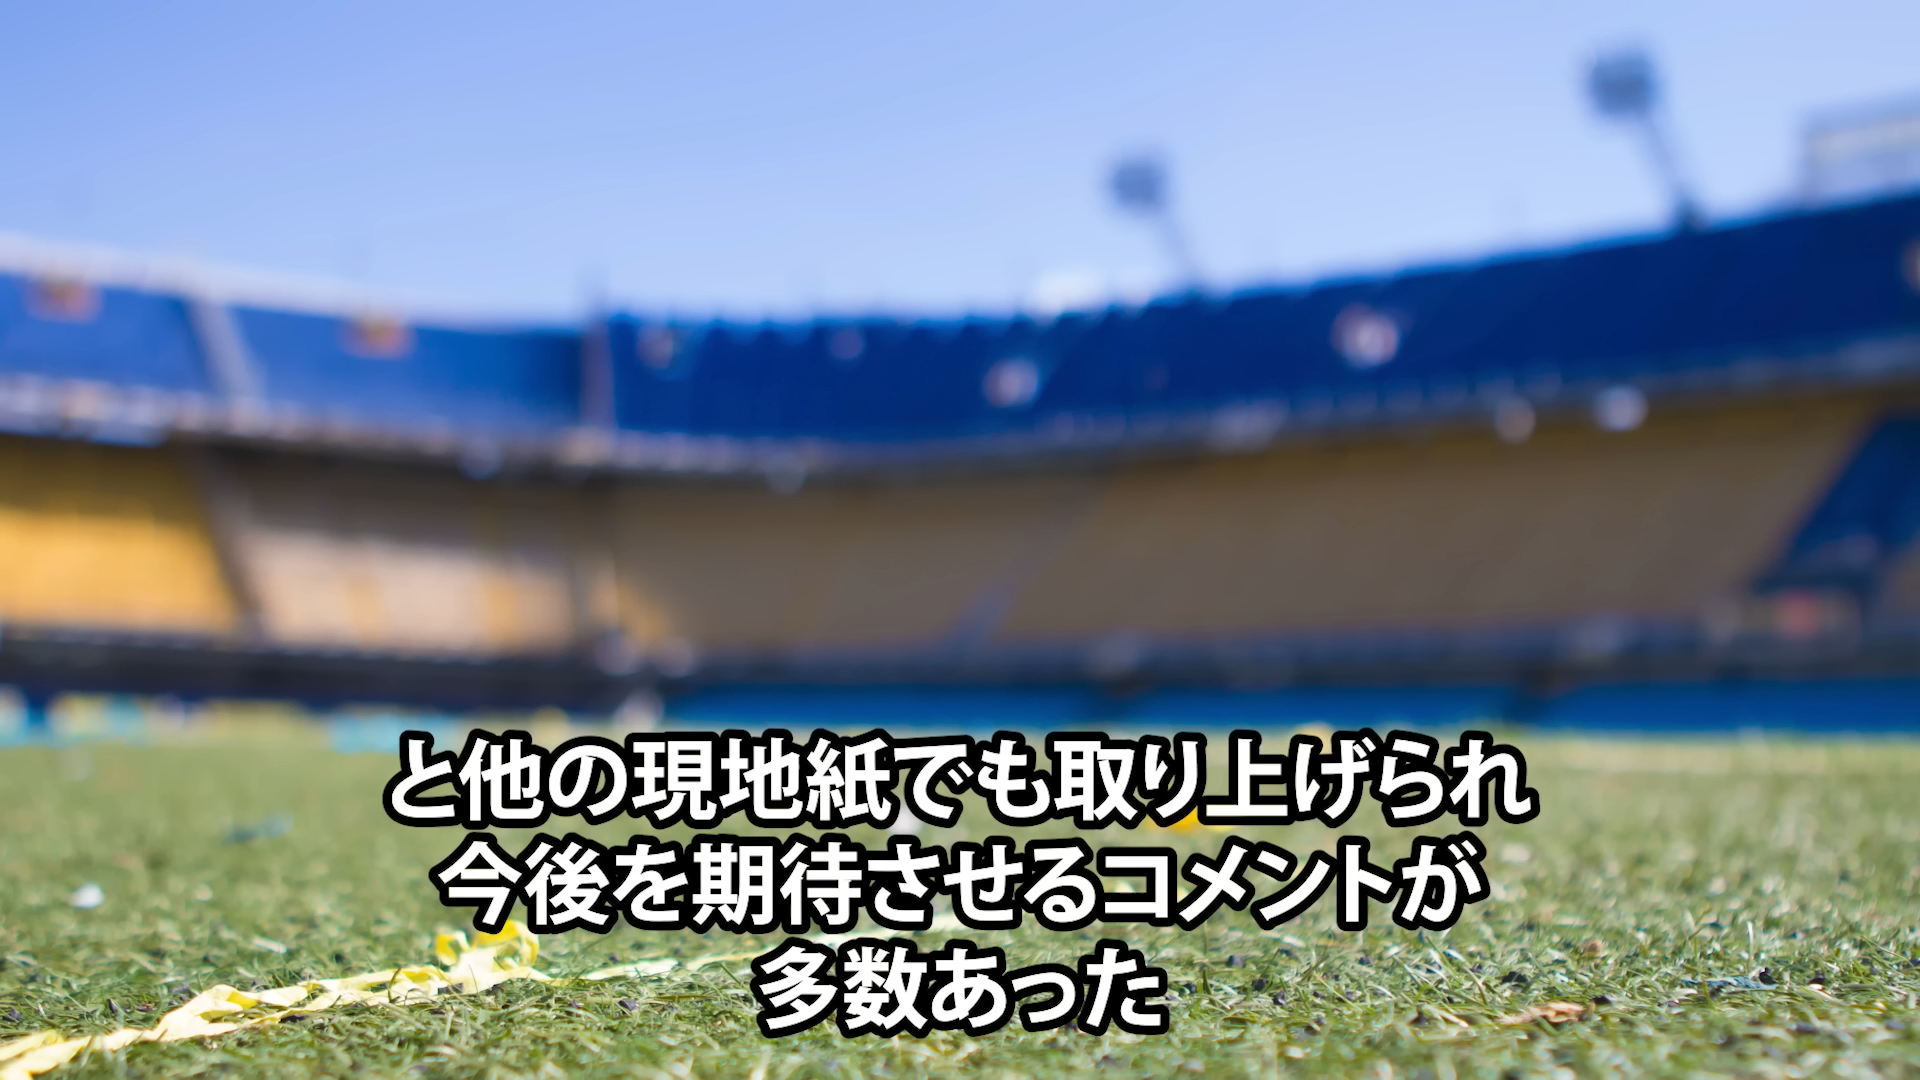 と他の現地紙でも取り上げられ
今後を期待させるコメントが
多数あった